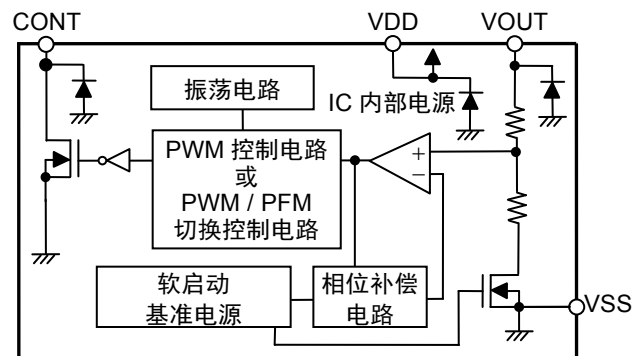 CONT
VDD
VOUT
振荡电路
IC 内部电源
PWM 控制电路
或
PWM / PFM
切换控制电路
+
−
软启动
基准电源
相位补偿
电路
VSS